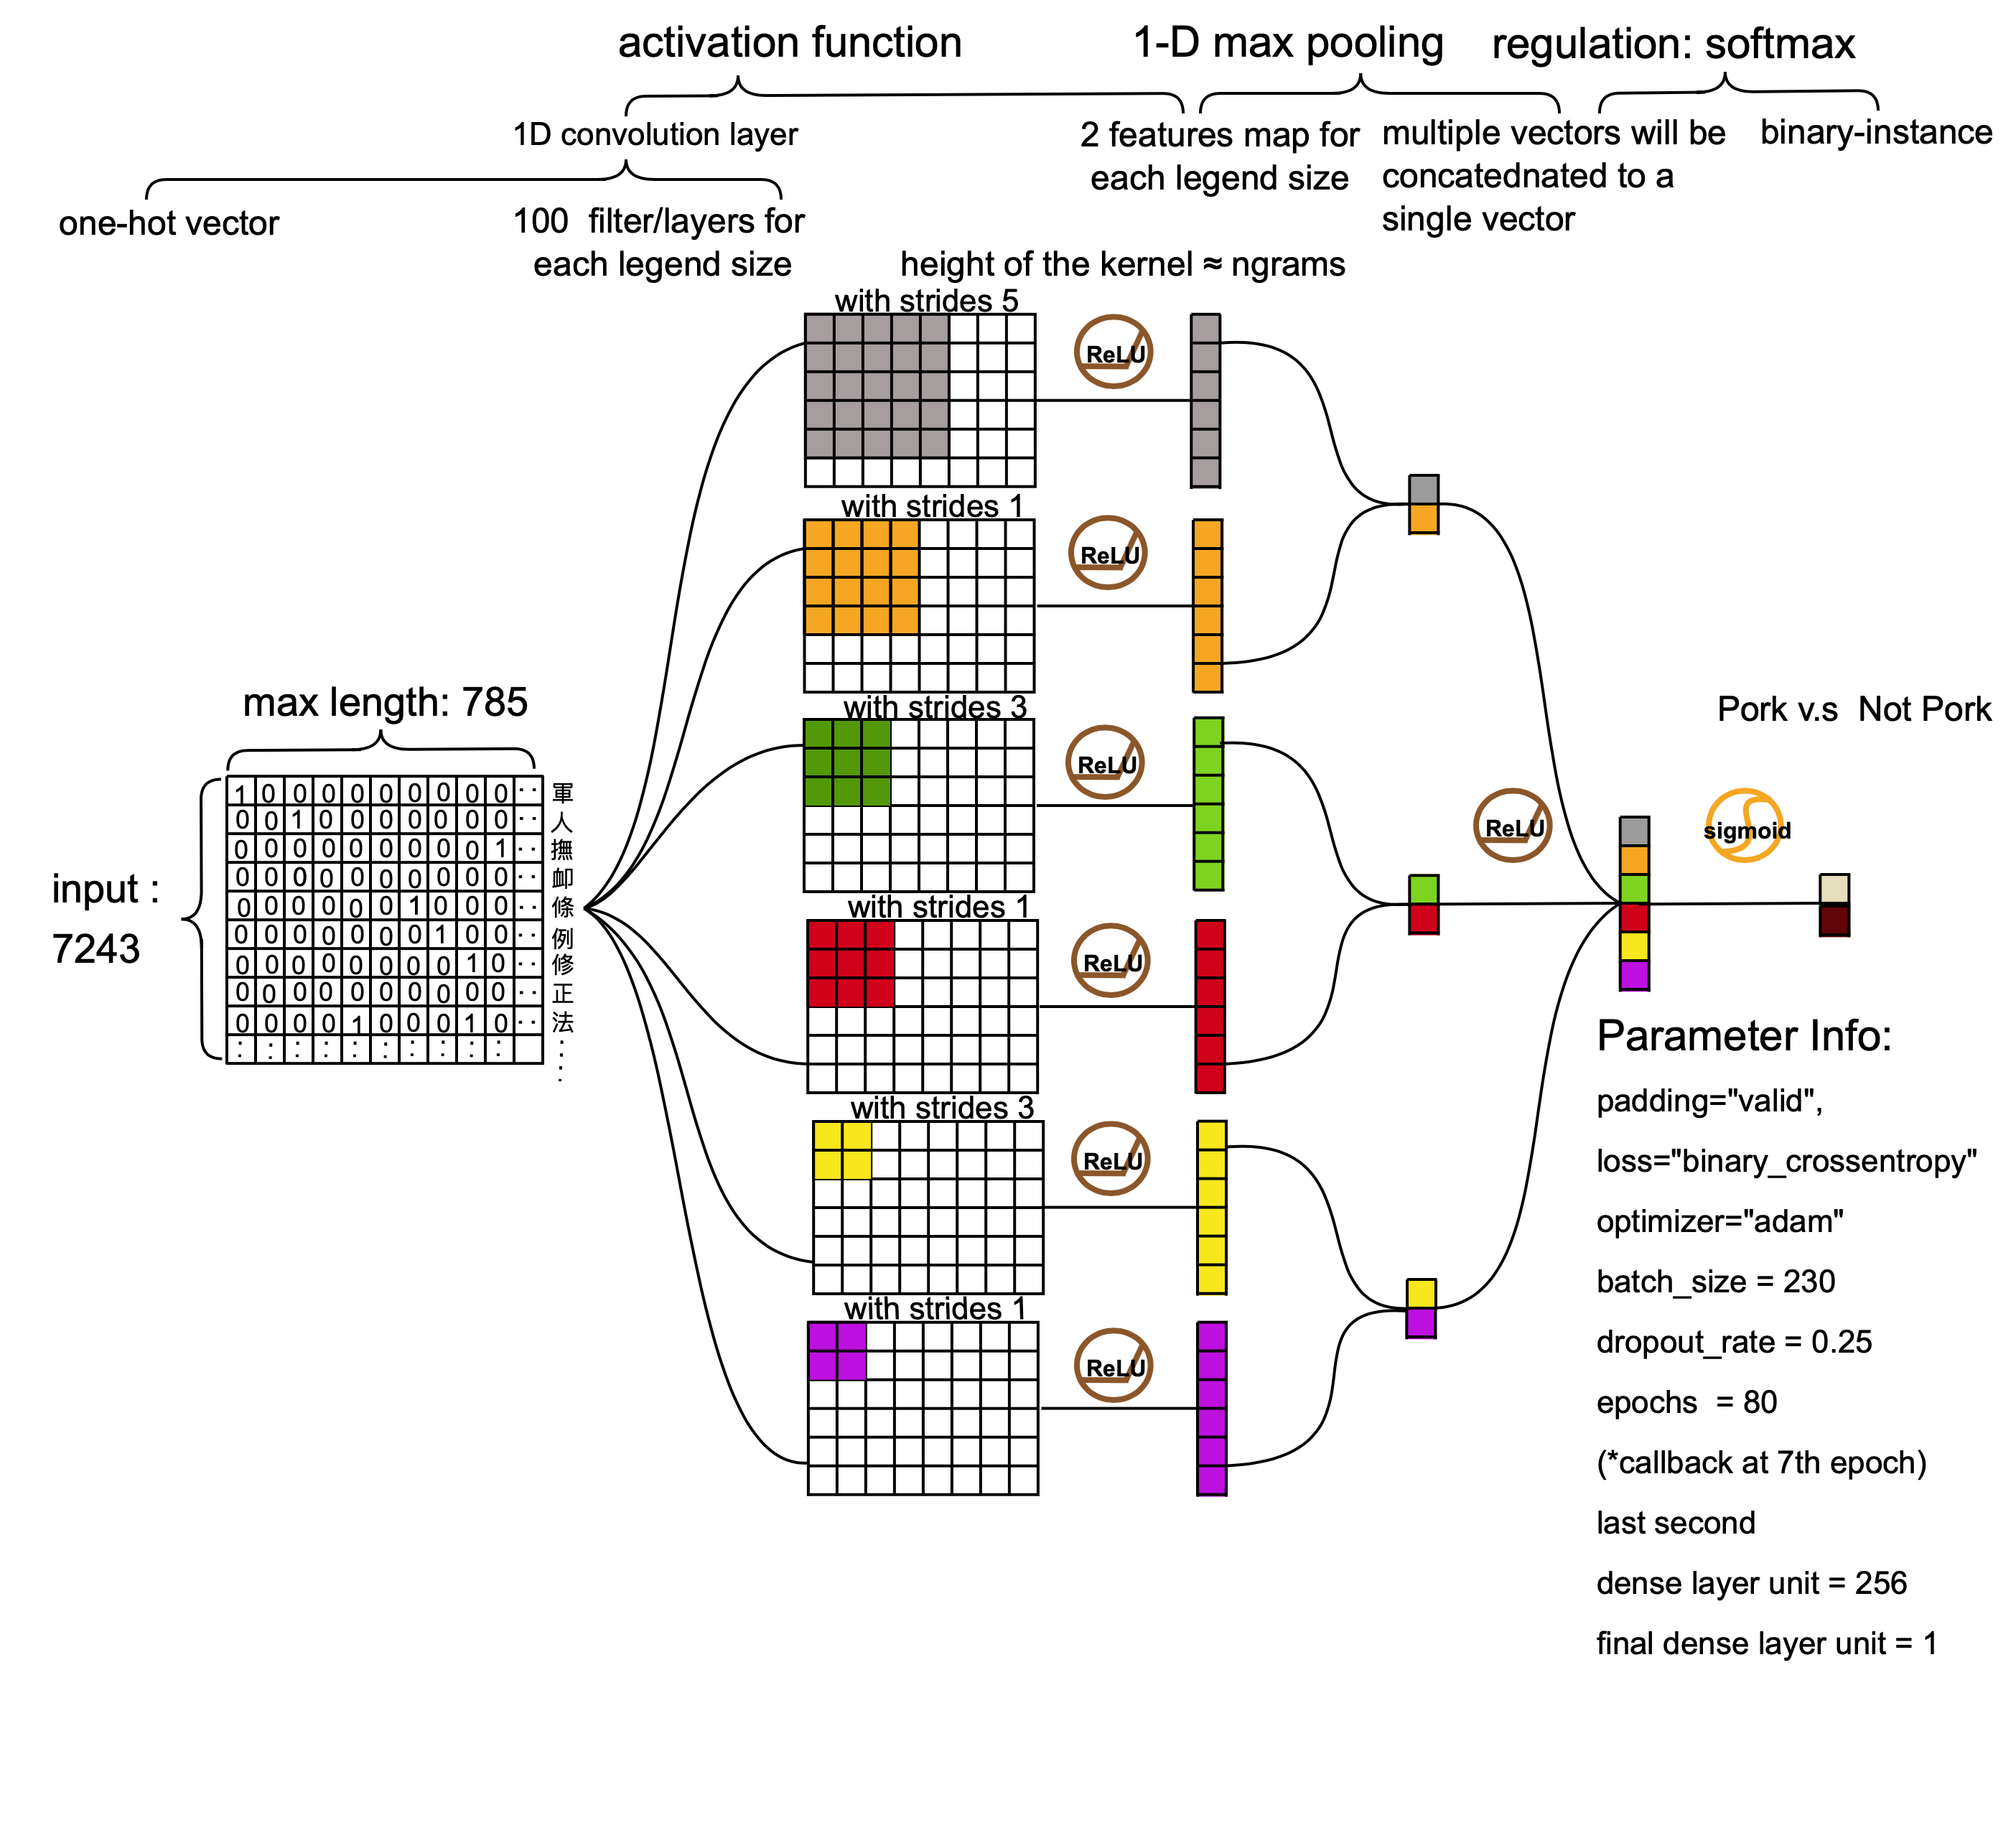 activation function
1-D max pooling
regulation: softmax
1D convolution layer
2 features map for
each legend size
multiple vectors will be
concatednated to a
single vector
binary-instance
one-hot vector
100 filter/layers for
each legend size
height of the kernel ≈ ngrams
with strides 5
ReLU
with strides 1
ReLU
with strides 3
ReLU
with strides 1
ReLU
with strides 3
ReLU
with strides 1
ReLU
max length: 785
input :
7243
1 0 0 0 0 0 0 0 0 0 ·· 軍
0 0 1 0 0 0 0 0 0 0 ·· 人
0 0 0 0 0 0 0 0 0 1 ·· 撫
0 0 0 0 0 0 0 0 0 0 ·· 卹
0 0 0 0 0 0 1 0 0 0 ·· 條
0 0 0 0 0 0 0 1 0 0 ·· 例
0 0 0 0 0 0 0 0 1 0 ·· 修
0 0 0 0 0 0 0 0 0 0 ·· 正
0 0 0 0 1 0 0 0 1 0 ·· 法
: : : : : : : : : :
ReLU
Pork v.s Not Pork
sigmoid
Parameter Info:
padding="valid",
loss="binary_crossentropy"
optimizer="adam"
batch_size = 230
dropout_rate = 0.25
epochs = 80
(*callback at 7th epoch)
last second
dense layer unit = 256
final dense layer unit = 1